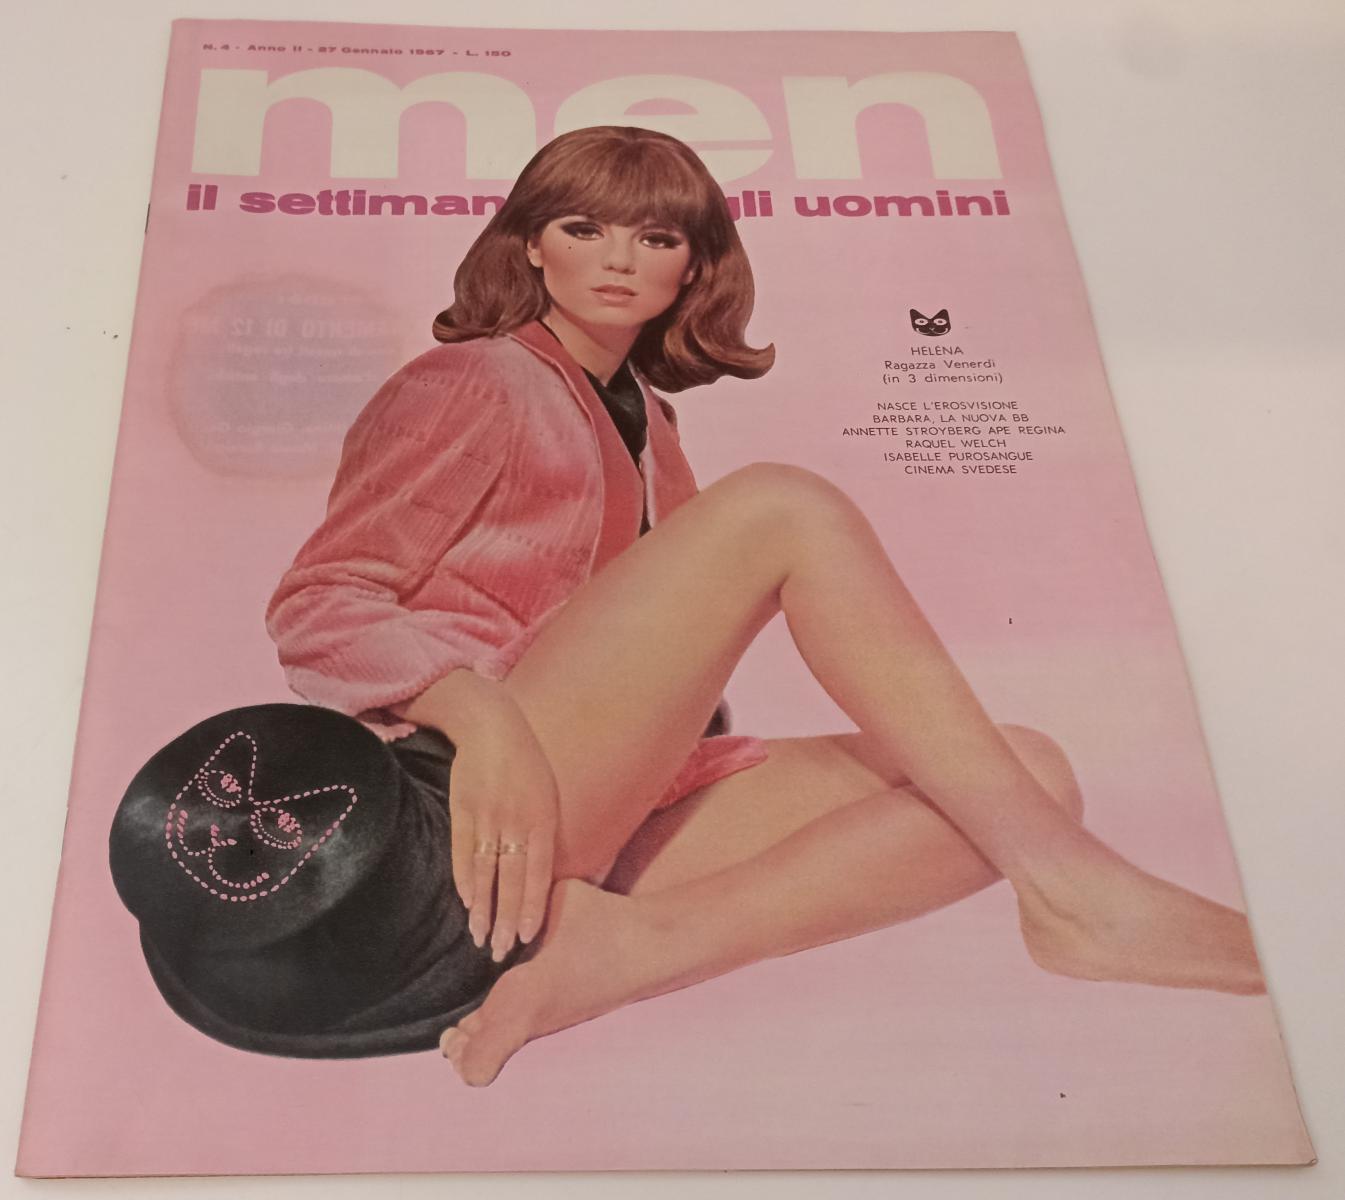 N. 4 - Anno II - 27 Gennaio 1967 - L. 150
men
il settiman gli uomini
HELENA
Ragazza Venerdì
(in 3 dimensioni)
NASCE L'EROSVISIONE
BARBARA, LA NUOVA BB
ANNETTE STROYBERG APE REGINA
RAQUEL WELCH
ISABELLE PUROSANGUE
CINEMA SVEDESE